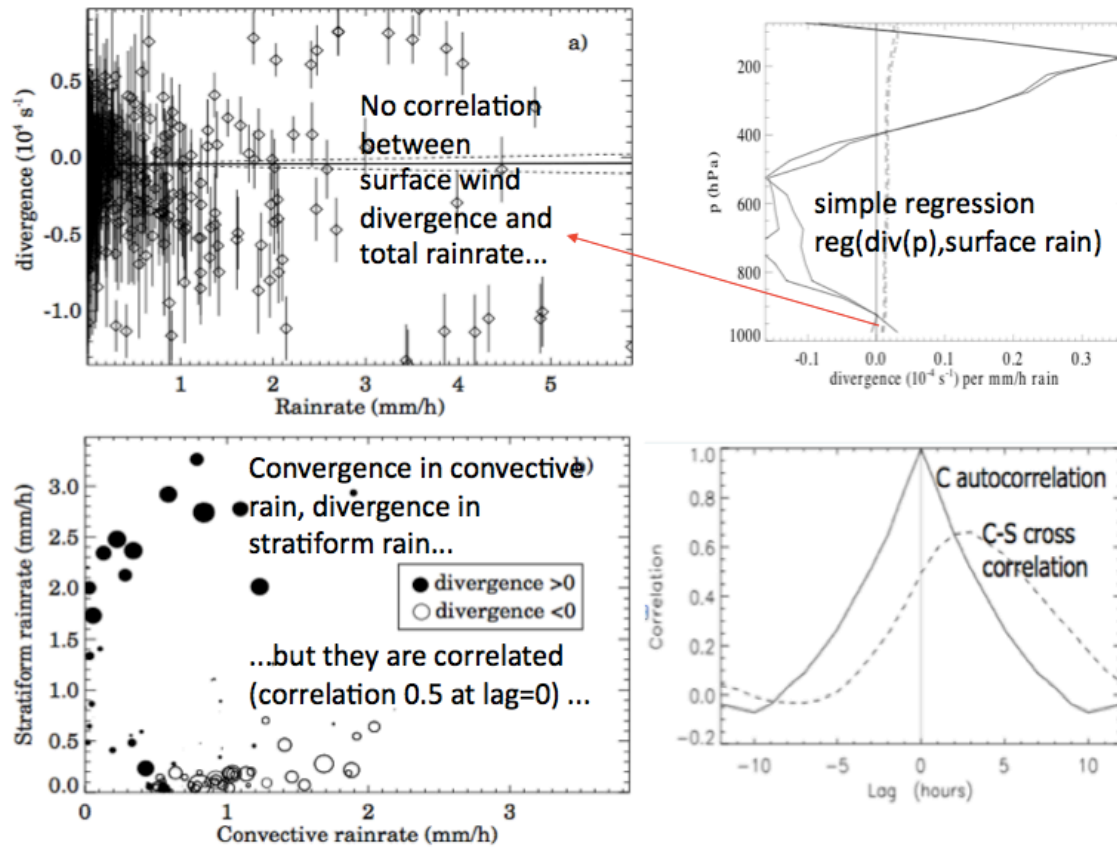 a)
0.5
0.0
-0.5
-1.0
divergence (10⁴ s⁻¹)
No correlation
between
surface wind
divergence and
total rainrate...
1 2 3 4 5
Rainrate (mm/h)
200
400
600
800
1000
p (hPa)
simple regression
reg(div(p),surface rain)
-0.1 0.0 0.1 0.2 0.3
divergence (10⁻⁴ s⁻¹) per mm/h rain
b)
3.0
2.5
2.0
1.5
1.0
0.5
0.0
Stratiform rainrate (mm/h)
Convergence in convective
rain, divergence in
stratiform rain...
divergence >0
divergence <0
...but they are correlated
(correlation 0.5 at lag=0) ...
0 1 2 3
Convective rainrate (mm/h)
1.0
0.8
0.6
0.4
0.2
0.0
-0.2
Correlation
C autocorrelation
C-S cross
correlation
-10 -5 0 5 10
Lag (hours)